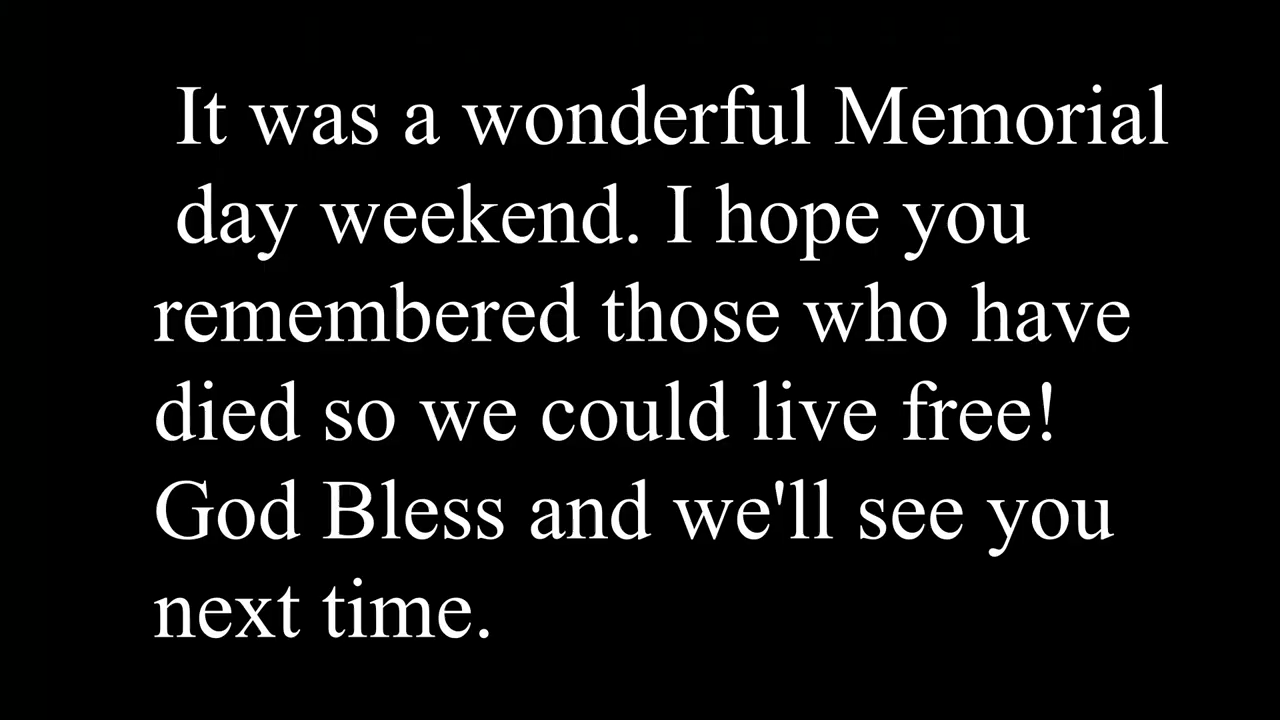 It was a wonderful Memorial
day weekend. I hope you
remembered those who have
died so we could live free!
God Bless and we'll see you
next time.